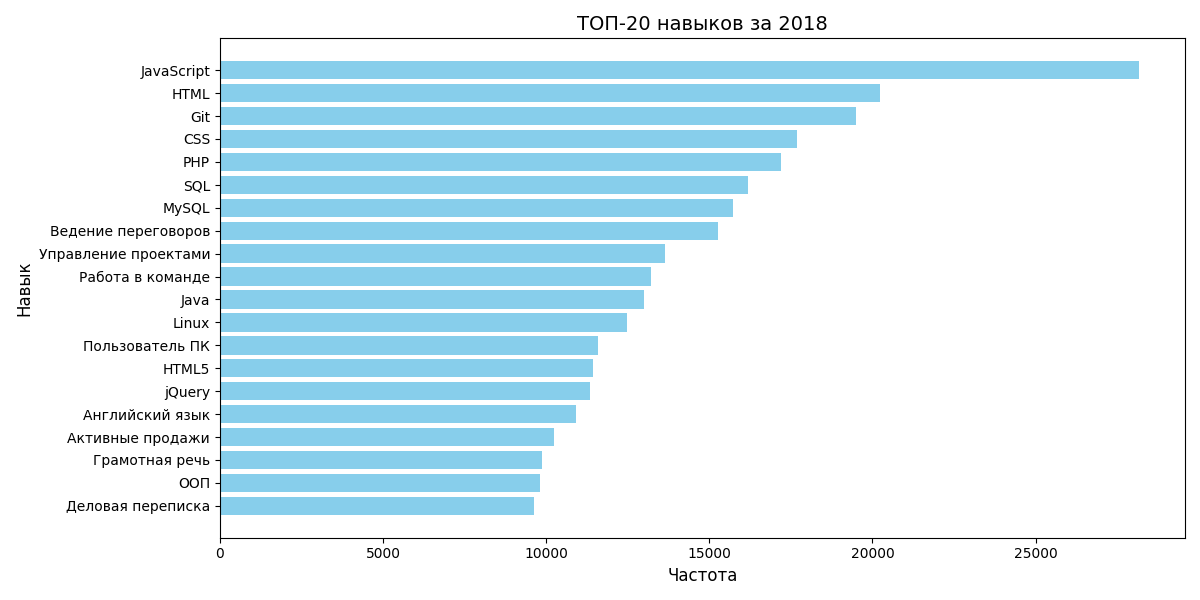 ТОП-20 навыков за 2018
JavaScript
HTML
Git
CSS
PHP
SQL
MySQL
Ведение переговоров
Управление проектами
Работа в команде
Java
Linux
Пользователь ПК
HTML5
jQuery
Английский язык
Активные продажи
Грамотная речь
ООП
Деловая переписка
Навык
0 5000 10000 15000 20000 25000
Частота